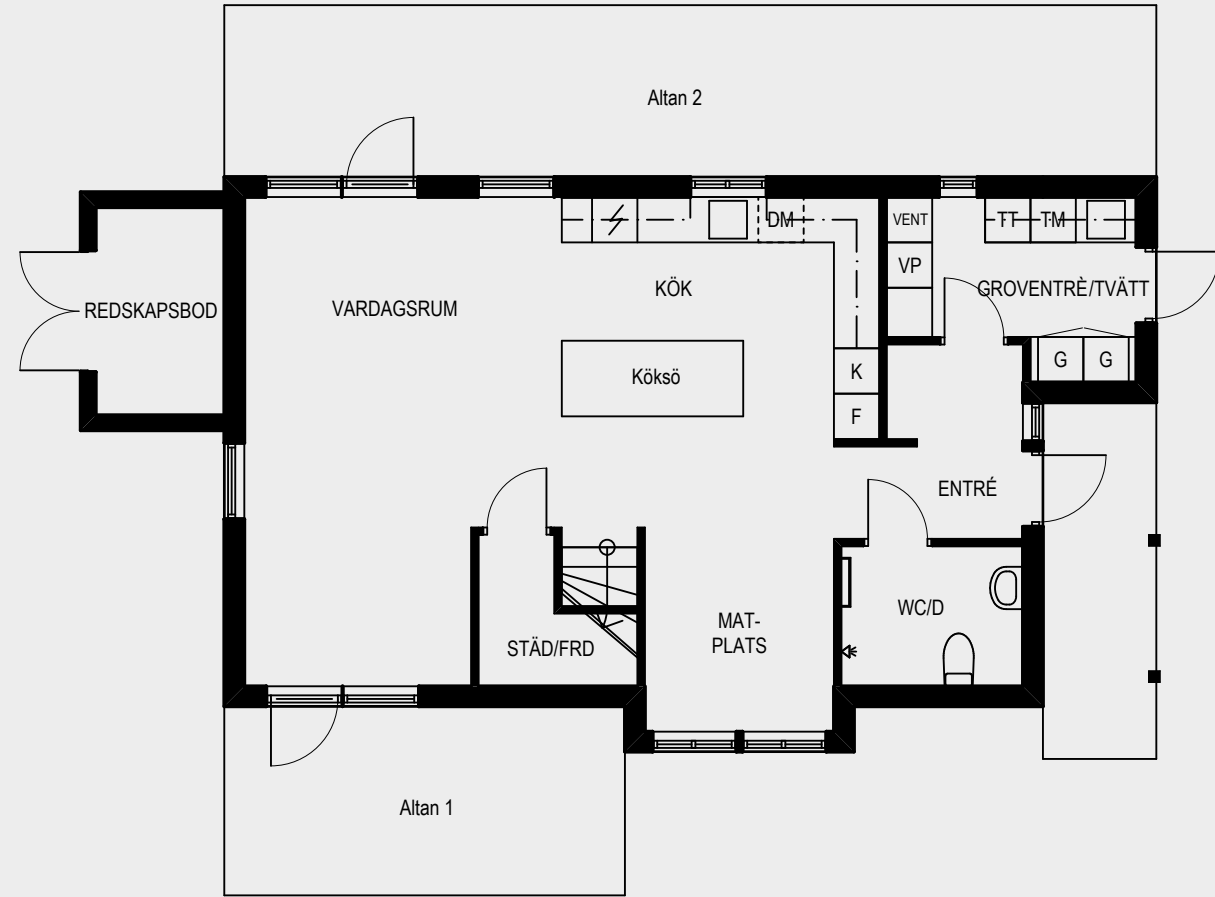 Altan 2
DM
VENT
TT
TM
VP
KÖK
GROVENTRÈ/TVÄTT
REDSKAPSBOD
VARDAGSRUM
G
G
Köksö
K
F
ENTRÉ
WC/D
MAT-
PLATS
STÄD/FRD
Altan 1